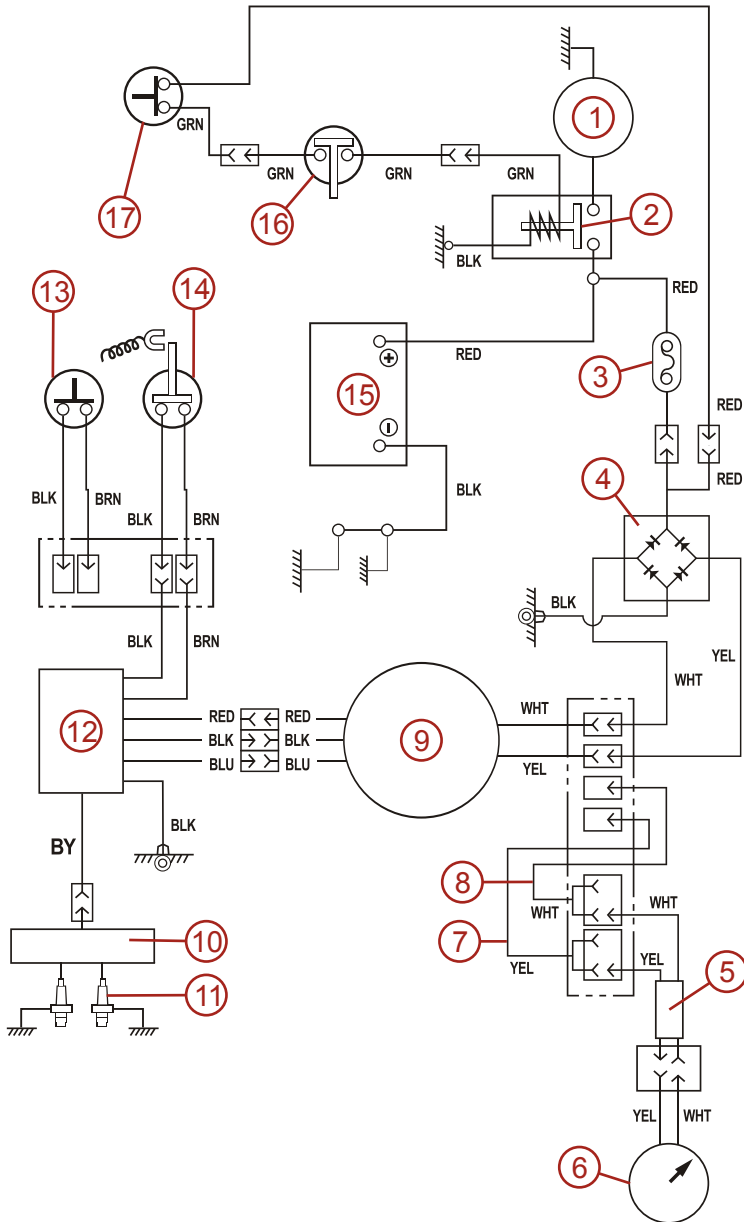 1
GRN
17
GRN
GRN
GRN
16
2
BLK
RED
13
14
RED
3
15
+
−
RED
RED
4
BLK
BLK
BRN
BLK
BRN
BLK
BLK
BRN
YEL
WHT
WHT
RED
RED
12
BLK
BLK
9
BLU
BLU
YEL
BLK
BY
8
WHT
WHT
7
YEL
YEL
10
5
11
YEL
WHT
6